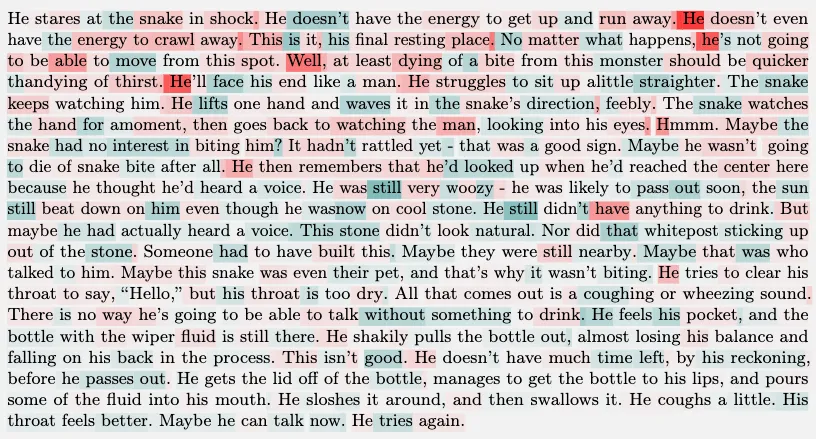 He stares at the snake in shock. He doesn't have the energy to get up and run away. He doesn't even
have the energy to crawl away. This is it, his final resting place. No matter what happens, he's not going
to be able to move from this spot. Well, at least dying of a bite from this monster should be quicker
thandying of thirst. He'll face his end like a man. He struggles to sit up alittle straighter. The snake
keeps watching him. He lifts one hand and waves it in the snake's direction, feebly. The snake watches
the hand for amoment, then goes back to watching the man, looking into his eyes. Hmmm. Maybe the
snake had no interest in biting him? It hadn't rattled yet - that was a good sign. Maybe he wasn't going
to die of snake bite after all. He then remembers that he'd looked up when he'd reached the center here
because he thought he'd heard a voice. He was still very woozy - he was likely to pass out soon, the sun
still beat down on him even though he wasnow on cool stone. He still didn't have anything to drink. But
maybe he had actually heard a voice. This stone didn't look natural. Nor did that whitepost sticking up
out of the stone. Someone had to have built this. Maybe they were still nearby. Maybe that was who
talked to him. Maybe this snake was even their pet, and that's why it wasn't biting. He tries to clear his
throat to say, “Hello,” but his throat is too dry. All that comes out is a coughing or wheezing sound.
There is no way he's going to be able to talk without something to drink. He feels his pocket, and the
bottle with the wiper fluid is still there. He shakily pulls the bottle out, almost losing his balance and
falling on his back in the process. This isn't good. He doesn't have much time left, by his reckoning,
before he passes out. He gets the lid off of the bottle, manages to get the bottle to his lips, and pours
some of the fluid into his mouth. He sloshes it around, and then swallows it. He coughs a little. His
throat feels better. Maybe he can talk now. He tries again.